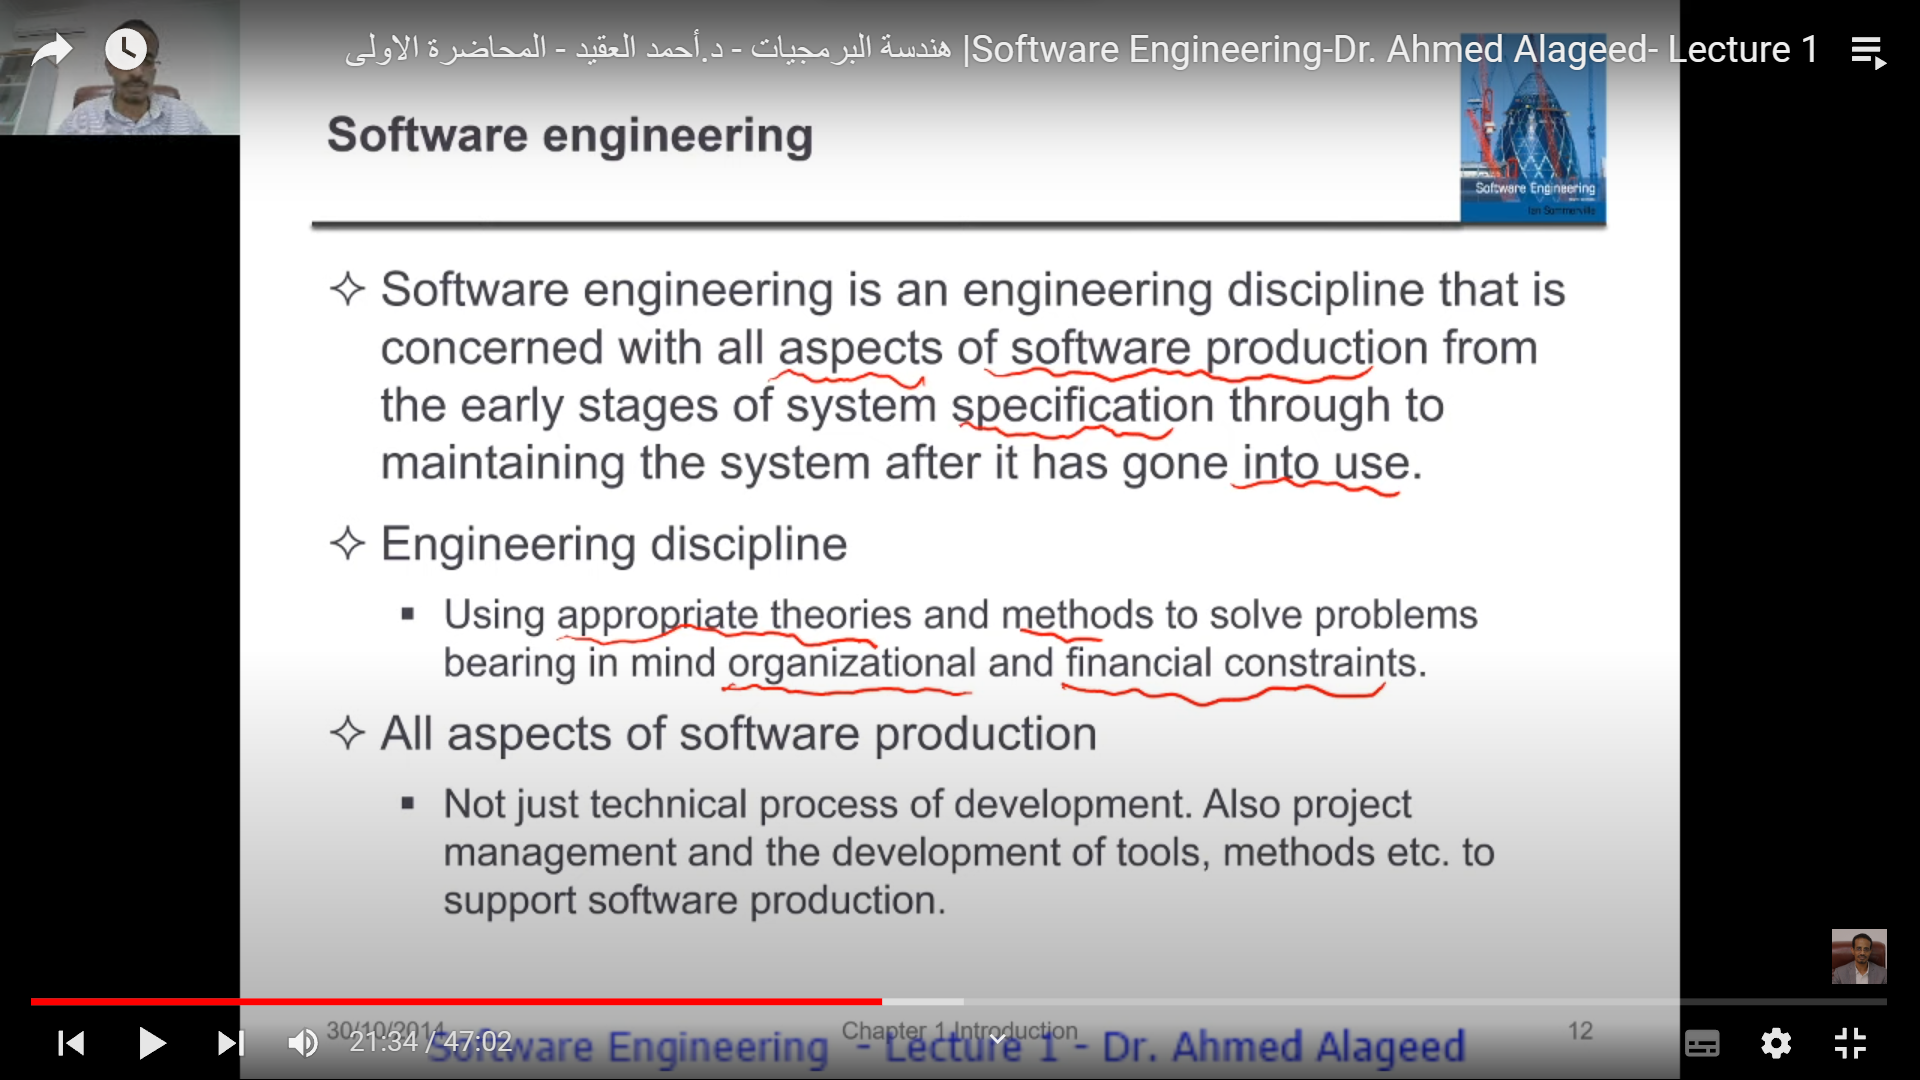 هندسة البرمجيات - د.أحمد العقيد - المحاضرة الاولى |Software Engineering-Dr. Ahmed Alageed- Lecture 1
Software engineering
Software Engineering
Ian Sommerville
✧ Software engineering is an engineering discipline that is
concerned with all aspects of software production from
the early stages of system specification through to
maintaining the system after it has gone into use.
✧ Engineering discipline
▪ Using appropriate theories and methods to solve problems
bearing in mind organizational and financial constraints.
✧ All aspects of software production
▪ Not just technical process of development. Also project
management and the development of tools, methods etc. to
support software production.
30/10/2014
Chapter 1 Introduction
12
21:34 / 47:02
Software Engineering - Lecture 1 - Dr. Ahmed Alageed